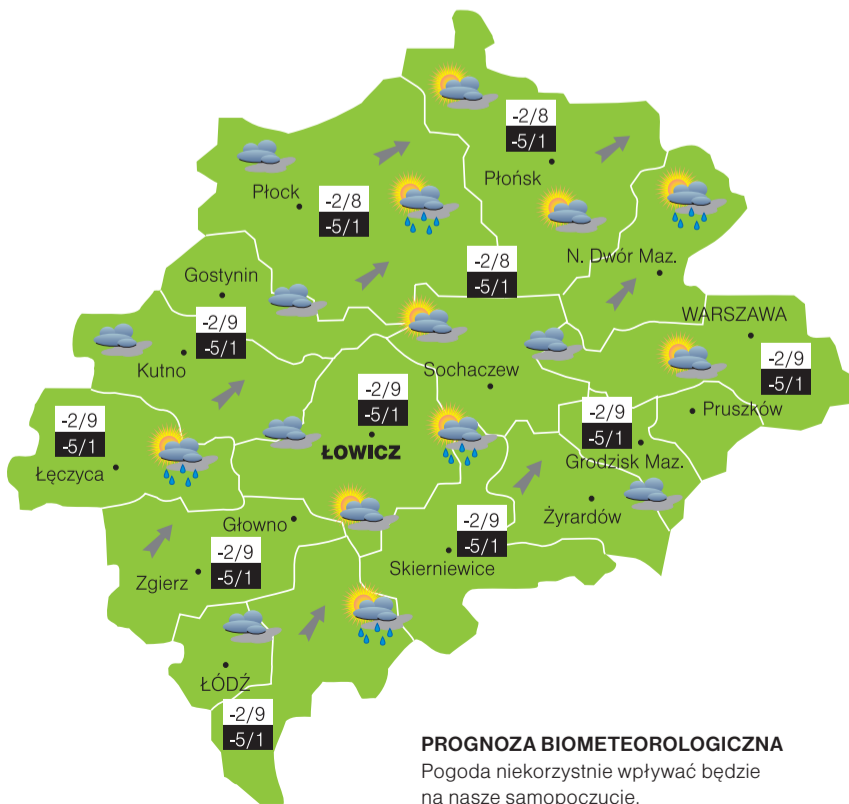 -2/8
-5/1
Płońsk
Płock
-2/8
-5/1
N. Dwór Maz.
-2/8
-5/1
Gostynin
WARSZAWA
-2/9
-5/1
Kutno
-2/9
-5/1
Sochaczew
-2/9
-5/1
ŁOWICZ
-2/9
-5/1
Pruszków
-2/9
-5/1
Łęczyca
Grodzisk Maz.
Żyrardów
Głowno
-2/9
-5/1
Skierniewice
-2/9
-5/1
Zgierz
ŁÓDŹ
-2/9
-5/1
PROGNOZA BIOMETEOROLOGICZNA
Pogoda niekorzystnie wpływać będzie
na nasze samopoczucie.